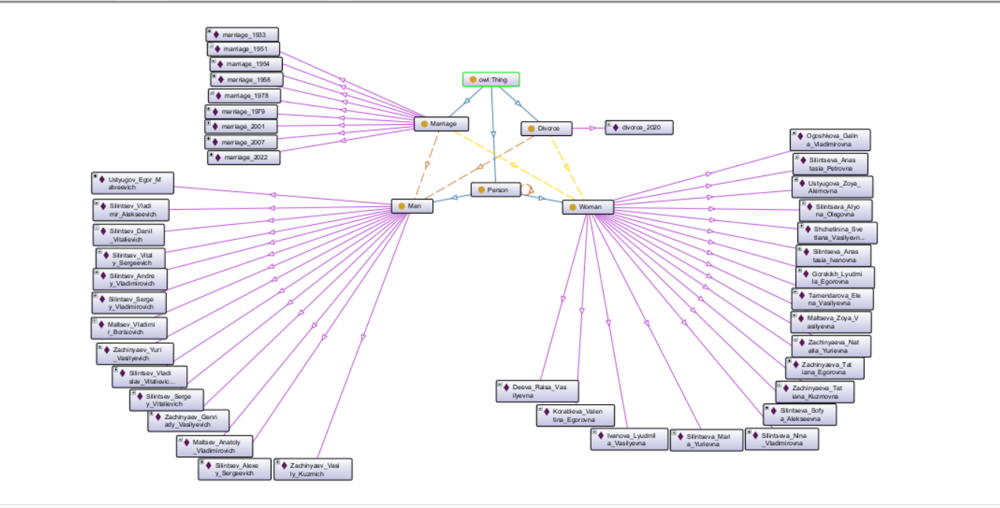 marriage_1933
marriage_1951
marriage_1954
marriage_1958
marriage_1978
marriage_1979
marriage_2001
marriage_2007
marriage_2022
owl:Thing
Marriage
Divorce
divorce_2020
Person
Man
Woman
Ustyugov_Egor_M
atveevich
Silintsev_Vladi
mir_Alekseevich
Silintsev_Danil
_Vitalievich
Silintsev_Vital
y_Sergeevich
Silintsev_Andre
y_Vladimirovich
Silintsev_Serge
y_Vladimirovich
Maltsev_Vladimi
r_Borisovich
Zachinyaev_Yuri
_Vasilyevich
Silintsev_Vladi
slav_Vitalievic...
Silintsev_Serge
y_Vitalievich
Zachinyaev_Genn
ady_Vasilyevich
Maltsev_Anatoly
_Vladimirovich
Silintsev_Alexe
y_Sergeevich
Zachinyaev_Vasi
ly_Kuzmich
Ogoshkova_Galin
a_Vladimirovna
Silintseva_Anas
tasia_Petrovna
Ustyugova_Zoya_
Akimovna
Silintseva_Alyo
na_Olegovna
Shchetinina_Sve
tlana_Vasilyevn...
Silintseva_Anas
tasia_Ivanovna
Gorskikh_Lyudmi
la_Egorovna
Tamendarova_Ele
na_Vasilyevna
Maltseva_Zoya_V
asilyevna
Zachinyaeva_Nat
alia_Yurievna
Zachinyaeva_Tat
iana_Egorovna
Zachinyaeva_Tat
iana_Kuzmovna
Silintseva_Sofy
a_Alekseevna
Silintseva_Nina
_Vladimirovna
Silintseva_Mari
a_Yurievna
Ivanova_Lyudmil
a_Vasilyevna
Korableva_Valen
tina_Egorovna
Deeva_Raisa_Vas
ilyevna